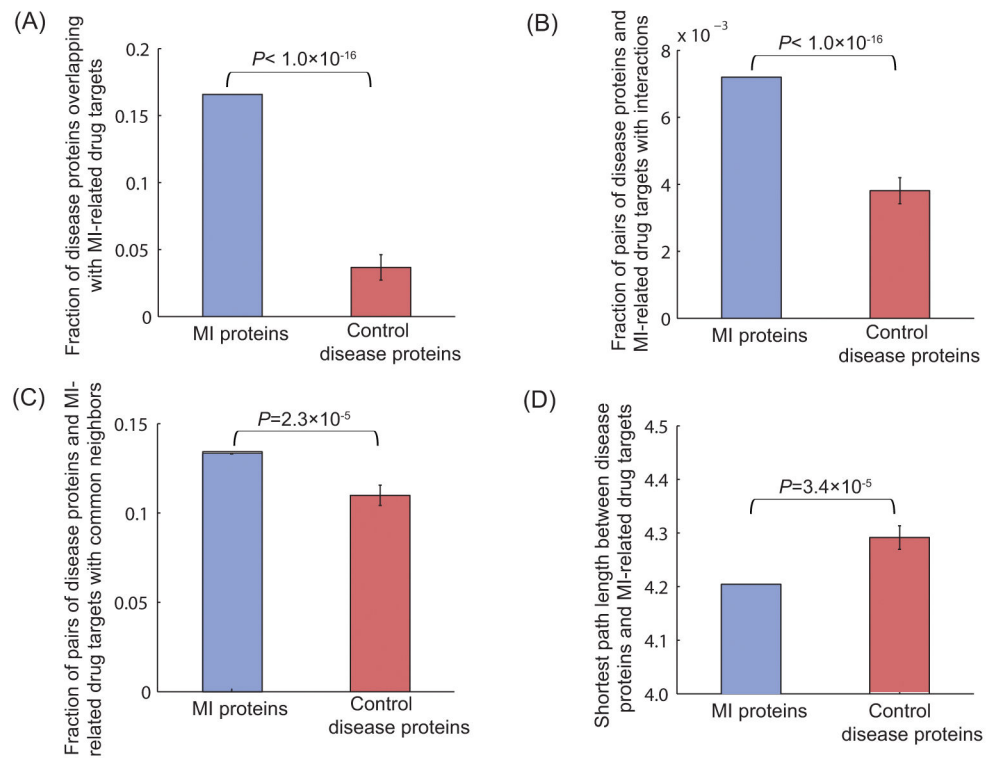 (A)
Fraction of disease proteins overlapping
with MI-related drug targets
0.2
0.15
0.1
0.05
0
P< 1.0×10⁻¹⁶
MI proteins
Control
disease proteins
(B)
Fraction of pairs of disease proteins and
MI-related drug targets with interactions
x 10 ⁻³
8
6
4
2
0
P< 1.0×10⁻¹⁶
MI proteins
Control
disease proteins
(C)
Fraction of pairs of disease proteins and MI-
related drug targets with common neighbors
0.15
0.1
0.05
0
P=2.3×10⁻⁵
MI proteins
Control
disease proteins
(D)
Shortest path length between disease
proteins and MI-related drug targets
4.5
4.4
4.3
4.2
4.1
4.0
P=3.4×10⁻⁵
MI proteins
Control
disease proteins